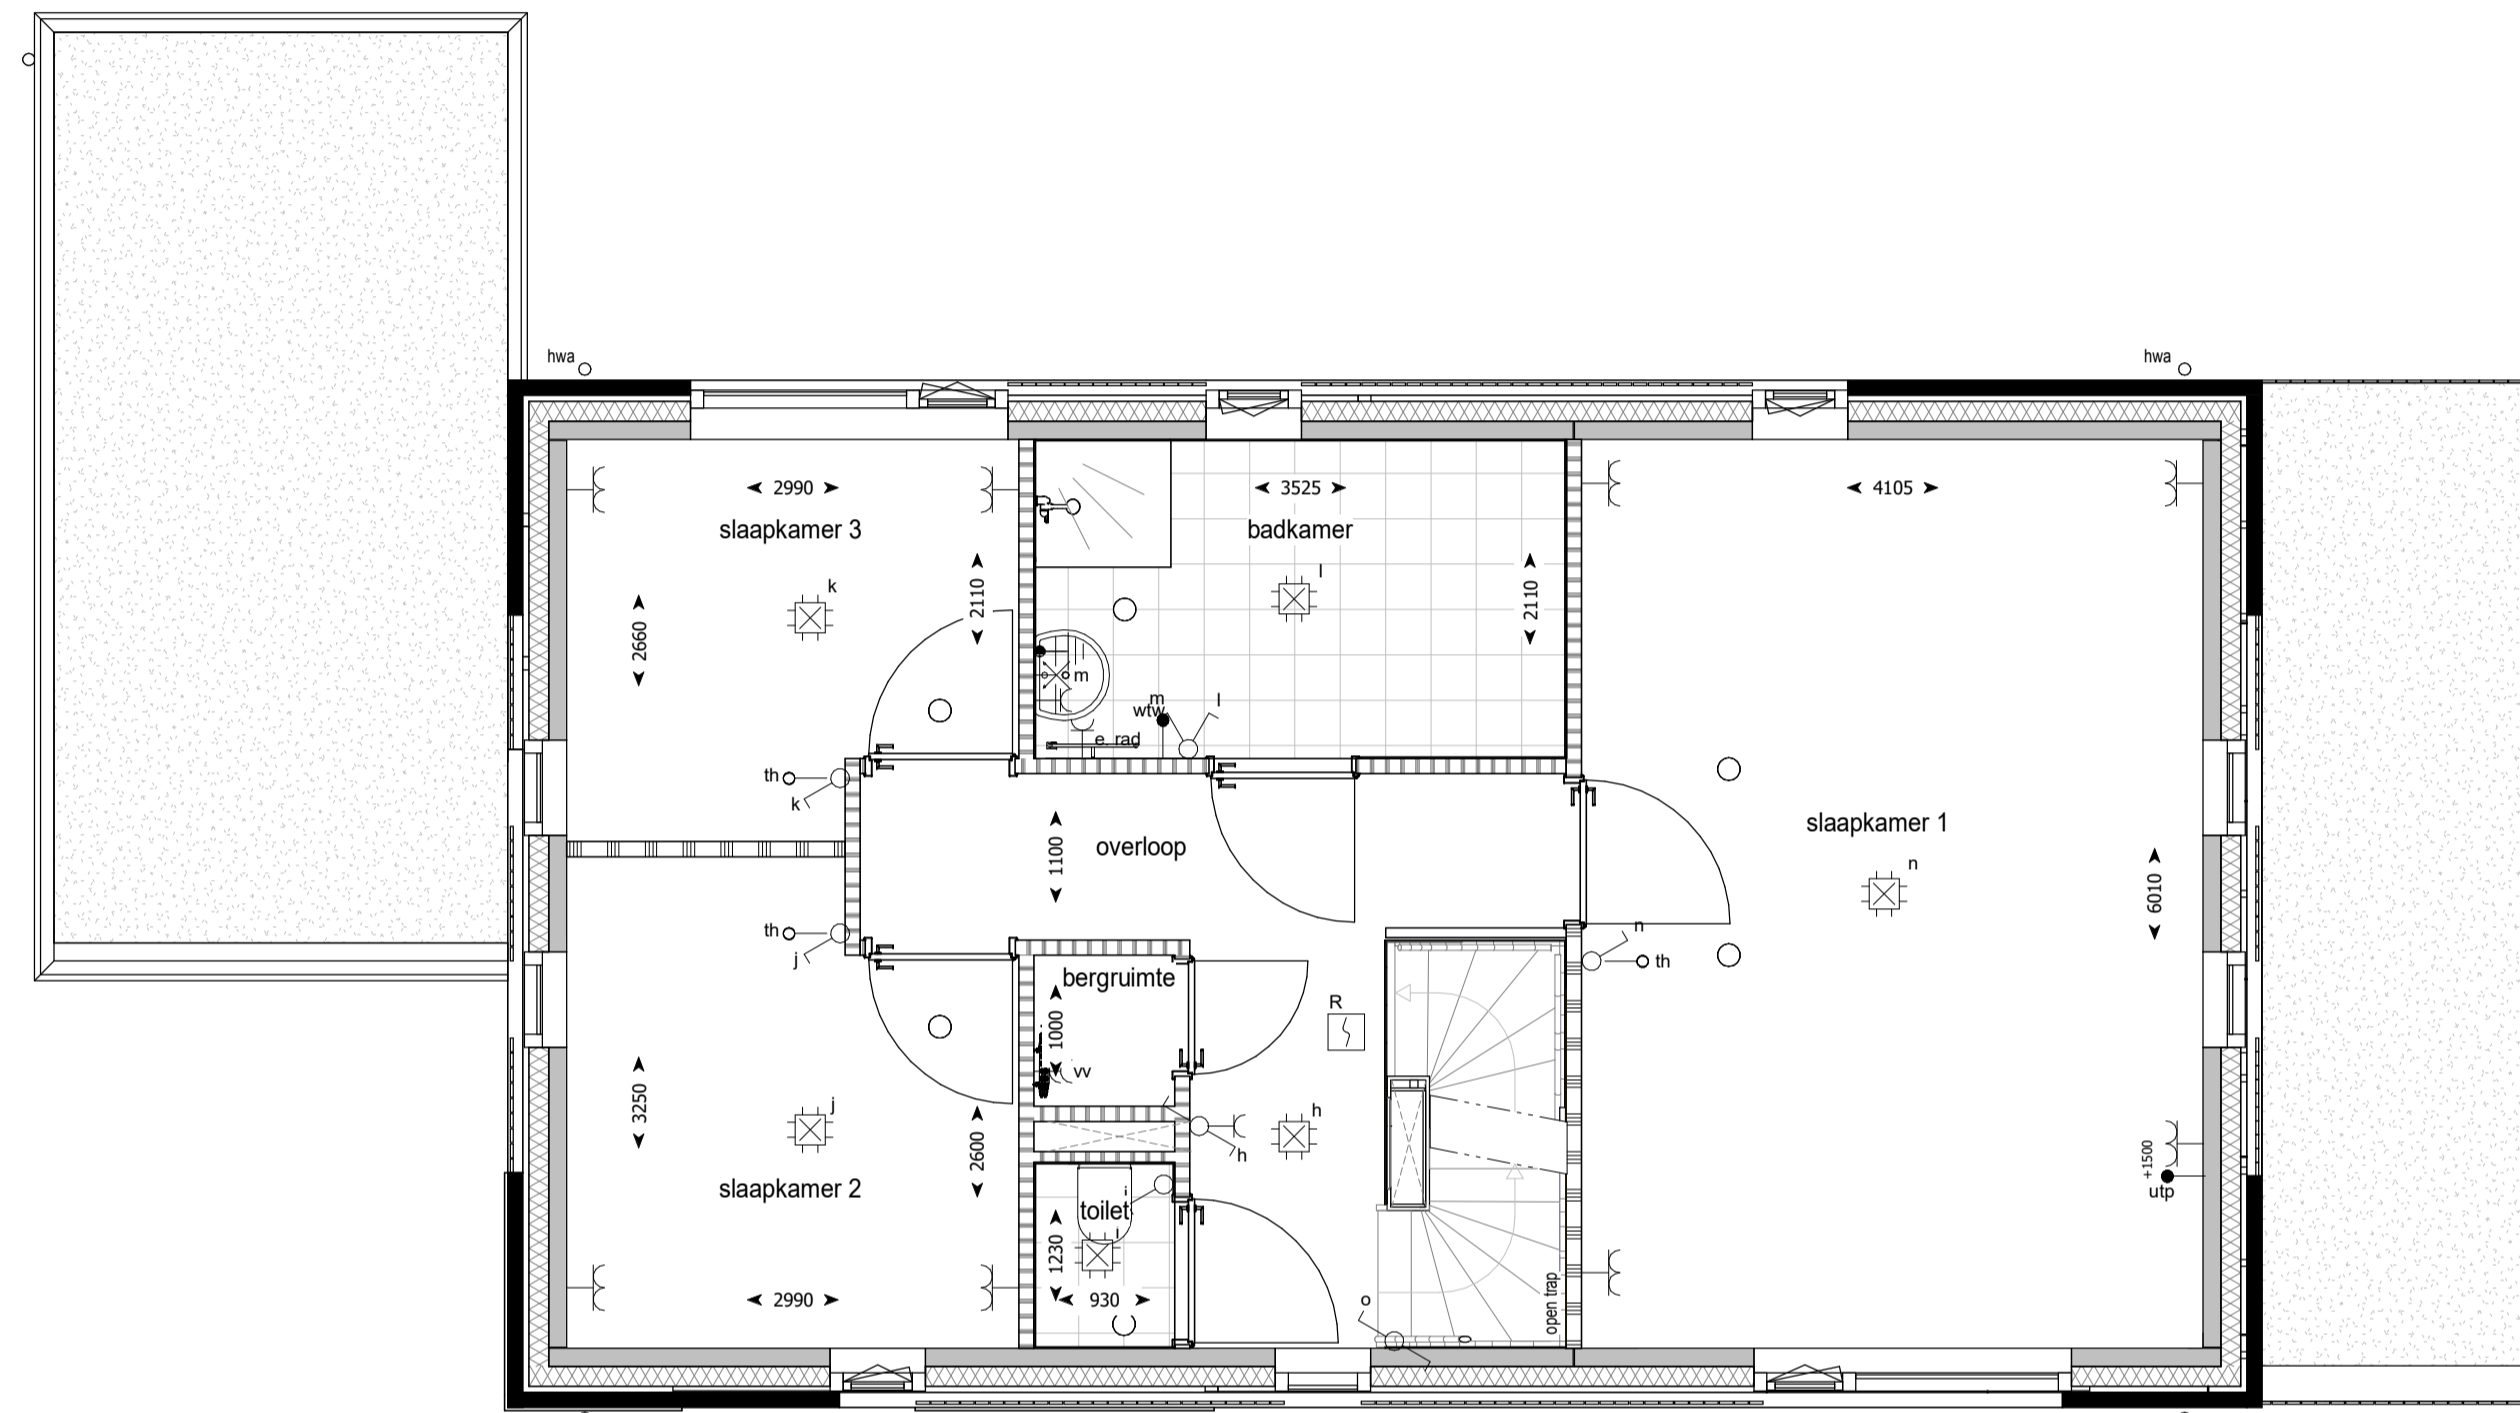 hwa
hwa
2990
3525
4105
slaapkamer 3
badkamer
k
l
2110
2110
2660
m
m
l
wtw
e. rad
th
k
slaapkamer 1
overloop
1100
n
6010
th
j
n
th
bergruimte
R
1000
vv
3250
j
h
2600
h
+1500
utp
slaapkamer 2
i
toilet
i
1230
930
2990
o
open trap